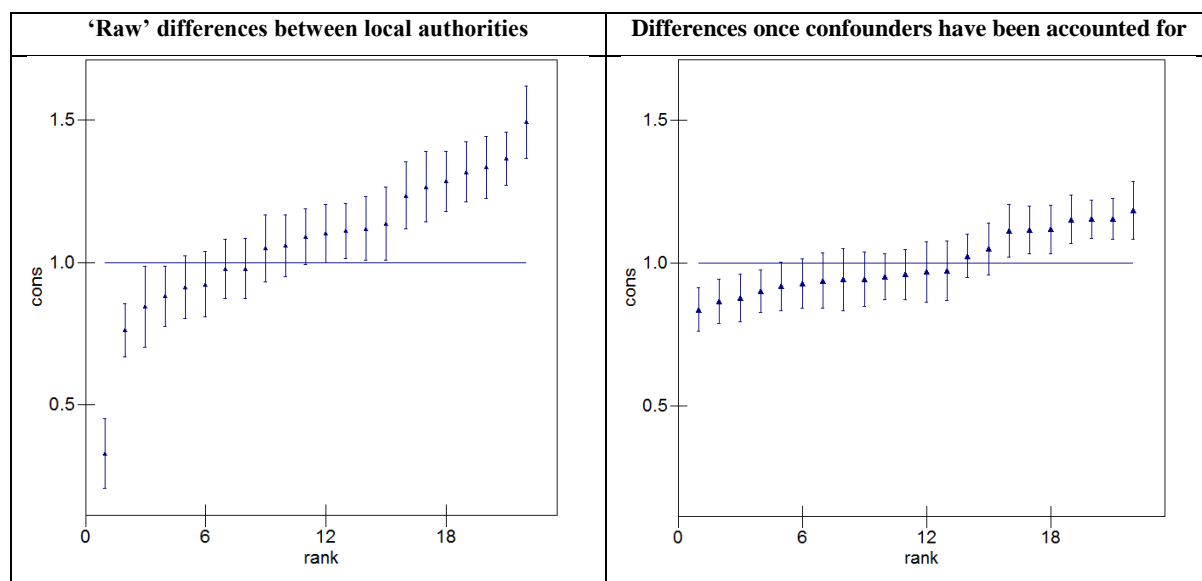 ‘Raw’ differences between local authorities
Differences once confounders have been accounted for
1.5
1.0
0.5
cons
0
6
12
18
rank
1.5
1.0
0.5
cons
0
6
12
18
rank